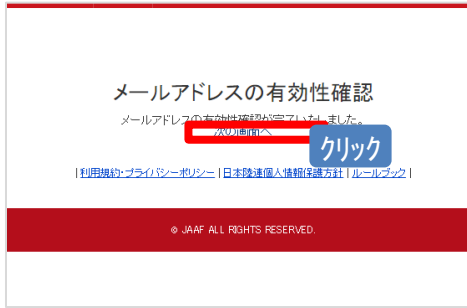 メールアドレスの有効性確認
メールアドレスの有効性確認が完了いたしました。
次の画面へ
クリック
|利用規約・プライバシーポリシー|日本陸連個人情報保護方針|ルールブック|
© JAAF ALL RIGHTS RESERVED.